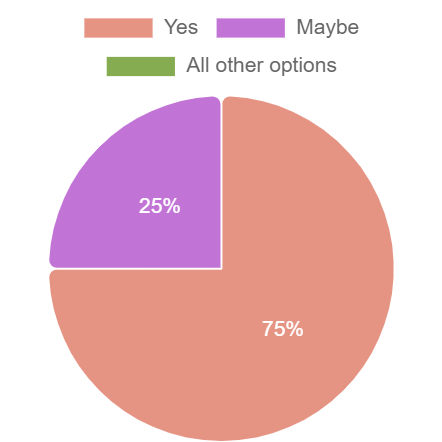 Yes Maybe
All other options
25%
75%